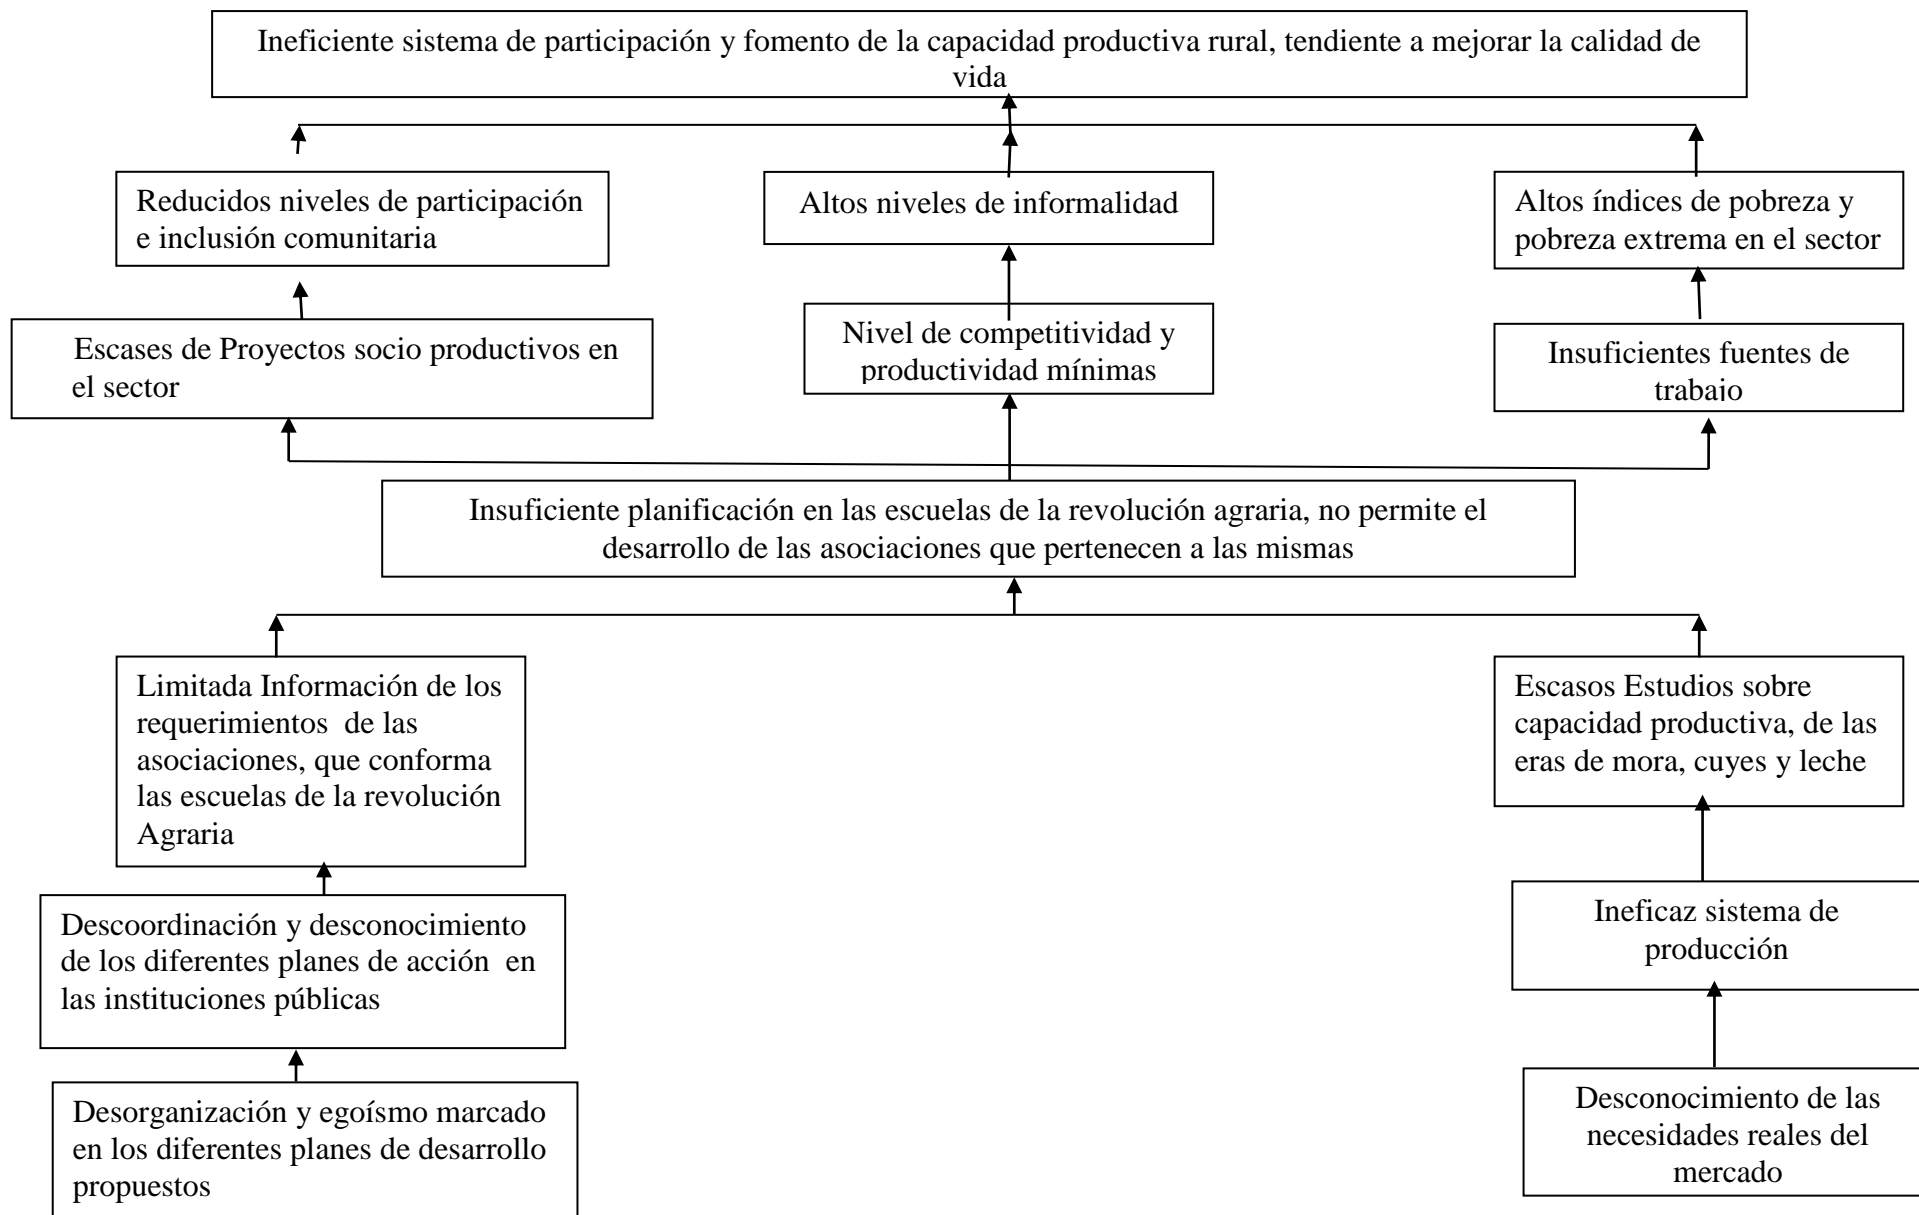 Ineficiente sistema de participación y fomento de la capacidad productiva rural, tendiente a mejorar la calidad de
vida
Reducidos niveles de participación
e inclusión comunitaria
Altos niveles de informalidad
Altos índices de pobreza y
pobreza extrema en el sector
Escases de Proyectos socio productivos en
el sector
Nivel de competitividad y
productividad mínimas
Insuficientes fuentes de
trabajo
Insuficiente planificación en las escuelas de la revolución agraria, no permite el
desarrollo de las asociaciones que pertenecen a las mismas
Limitada Información de los
requerimientos  de las
asociaciones, que conforma
las escuelas de la revolución
Agraria
Escasos Estudios sobre
capacidad productiva, de las
eras de mora, cuyes y leche
Descoordinación y desconocimiento
de los diferentes planes de acción  en
las instituciones públicas
Ineficaz sistema de
producción
Desorganización y egoísmo marcado
en los diferentes planes de desarrollo
propuestos
Desconocimiento de las
necesidades reales del
mercado